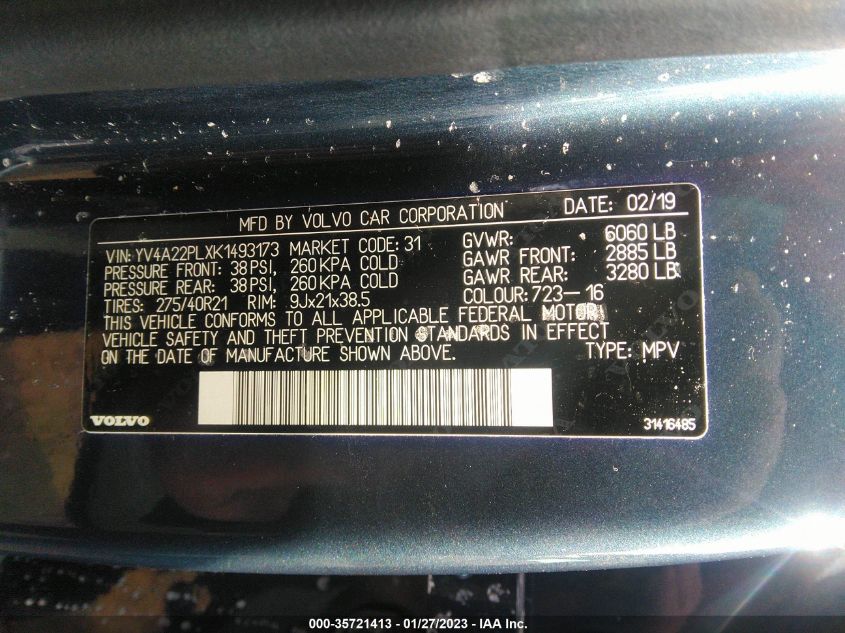 MFD BY VOLVO CAR CORPORATION DATE: 02/19
VIN: YV4A22PLXK1493173 MARKET CODE: 31 GVWR: 6060 LB
PRESSURE FRONT: 38 PSI, 260 KPA COLD GAWR FRONT: 2885 LB
PRESSURE REAR: 38 PSI, 260 KPA COLD GAWR REAR: 3280 LB
TIRES: 275/40R21 RIM: 9Jx21x38.5 COLOUR: 723-16
THIS VEHICLE CONFORMS TO ALL APPLICABLE FEDERAL MOTOR
VEHICLE SAFETY AND THEFT PREVENTION STANDARDS IN EFFECT
ON THE DATE OF MANUFACTURE SHOWN ABOVE. TYPE: MPV
VOLVO 31416485
000-35721413 - 01/27/2023 - IAA Inc.